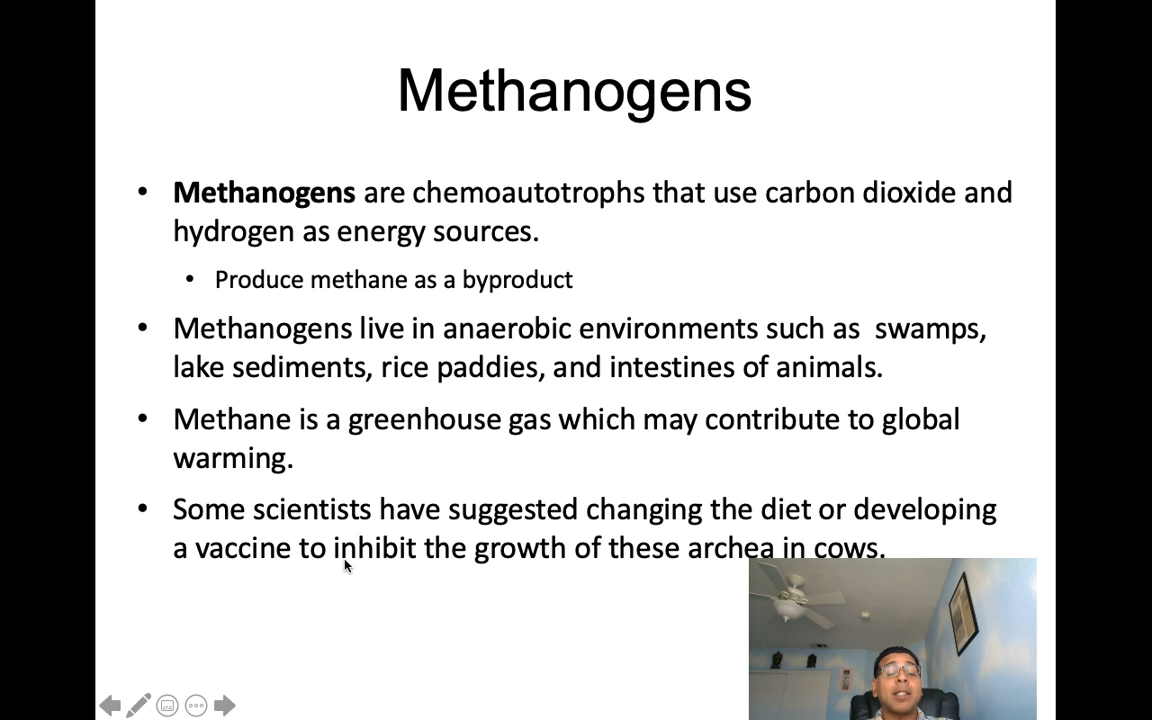 Methanogens
• Methanogens are chemoautotrophs that use carbon dioxide and
hydrogen as energy sources.
• Produce methane as a byproduct
• Methanogens live in anaerobic environments such as  swamps,
lake sediments, rice paddies, and intestines of animals.
• Methane is a greenhouse gas which may contribute to global
warming.
• Some scientists have suggested changing the diet or developing
a vaccine to inhibit the growth of these archea in cows.